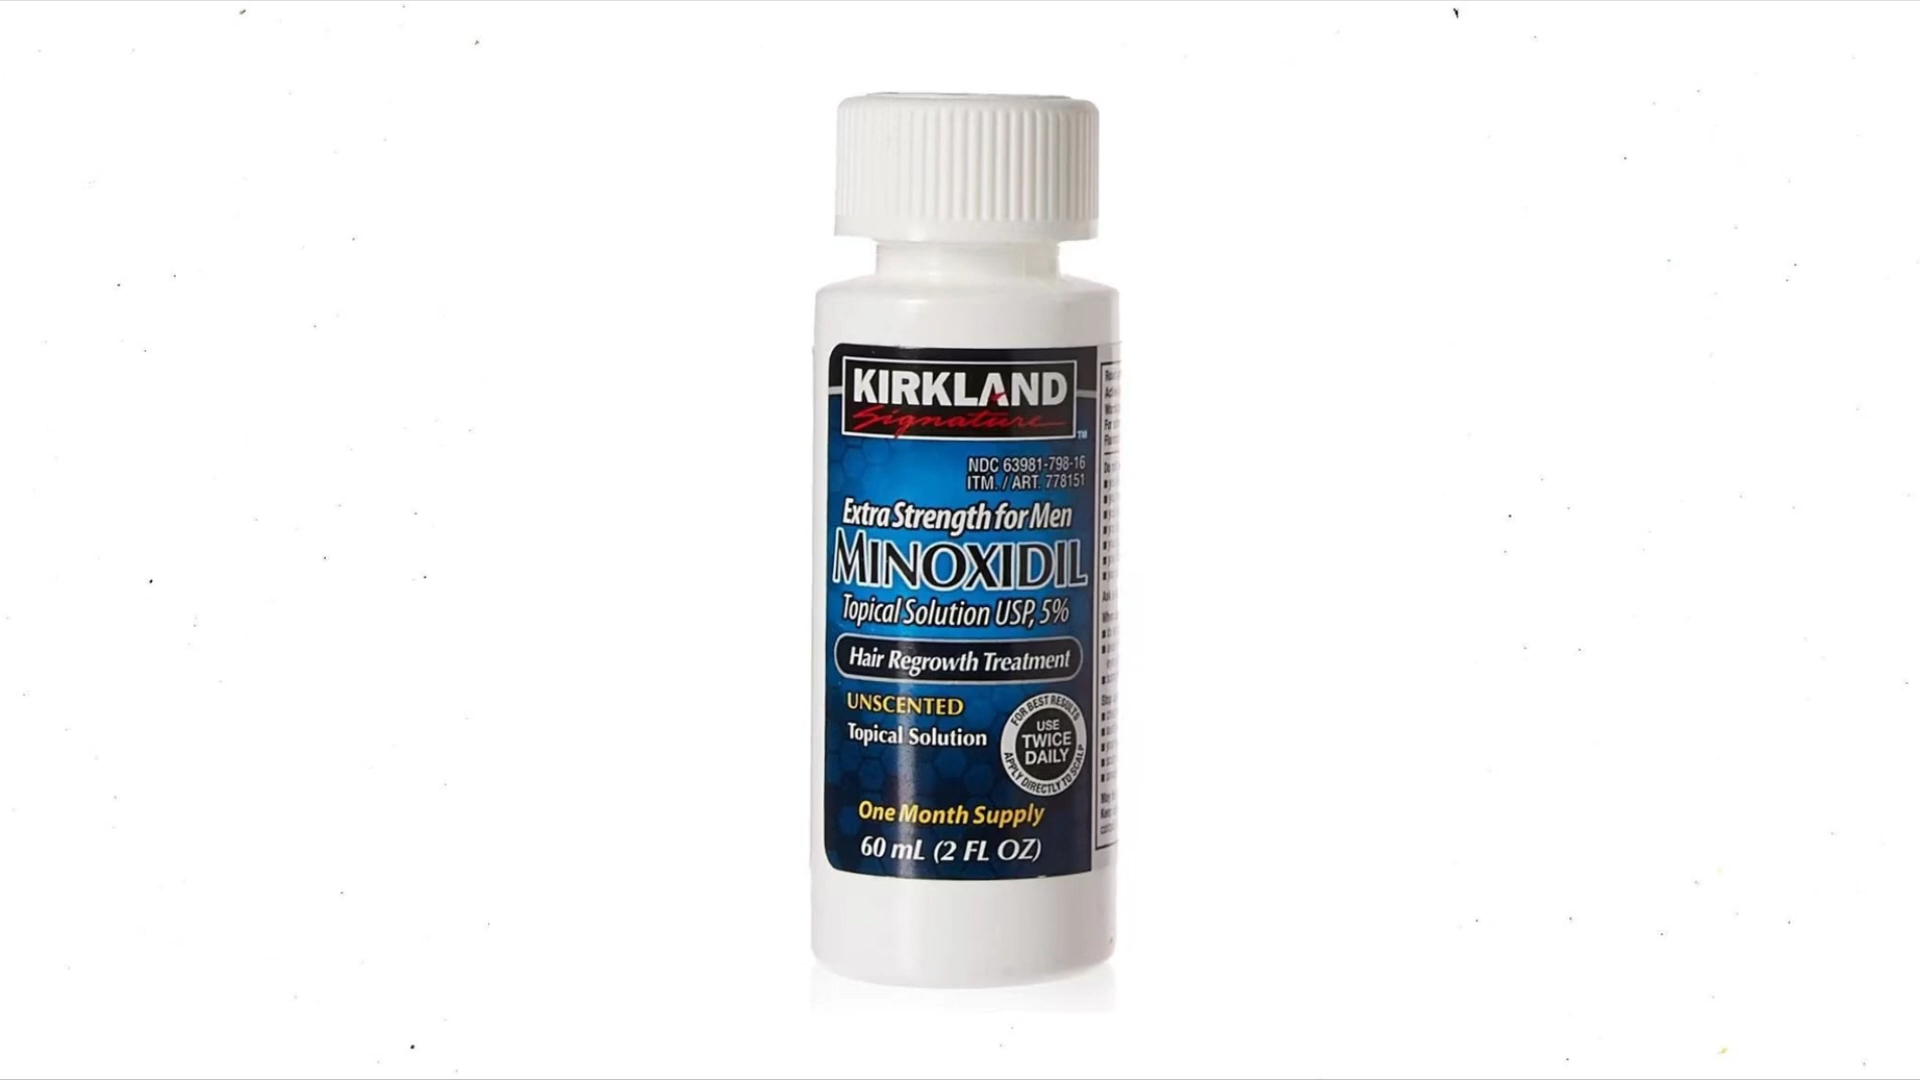 KIRKLAND
Signature™
NDC 63981-798-16
ITM. / ART. 778151
Extra Strength for Men
MINOXIDIL
Topical Solution USP, 5%
Hair Regrowth Treatment
UNSCENTED
Topical Solution
FOR BEST RESULTS
USE
TWICE
DAILY
APPLY DIRECTLY TO SCALP
One Month Supply
60 mL (2 FL OZ)